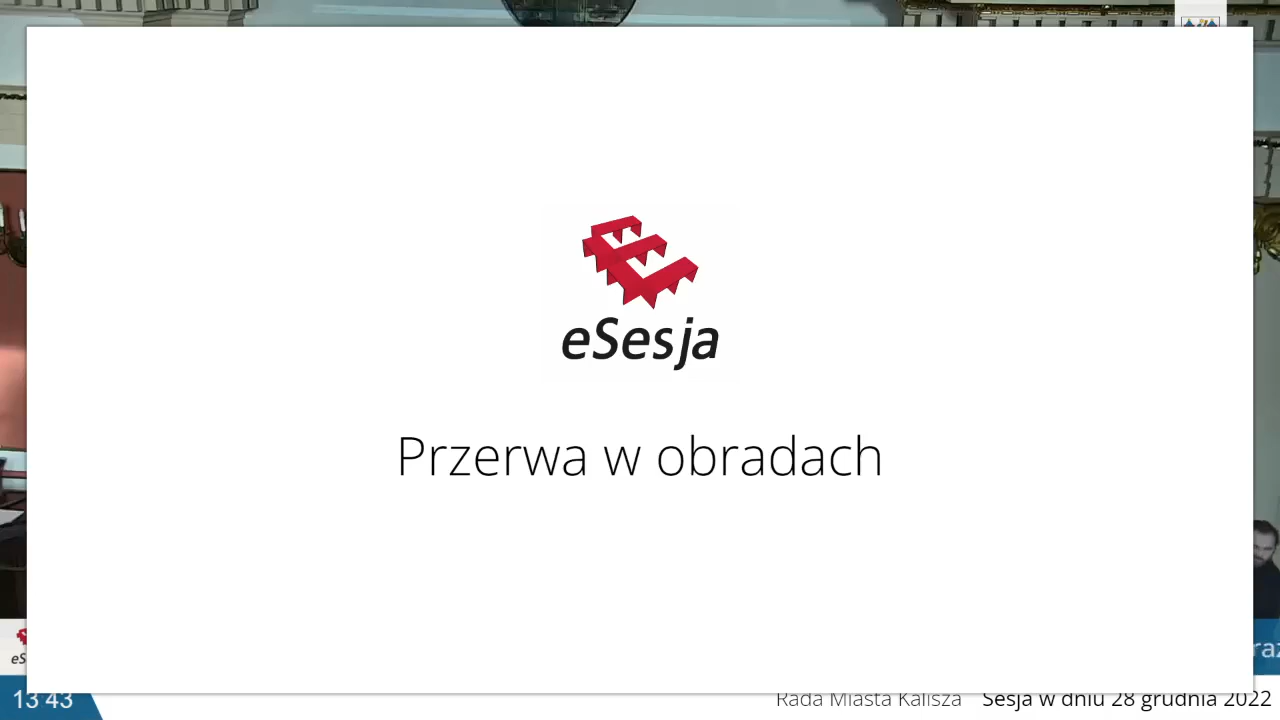 eSesja
Przerwa w obradach
13 43
Rada Miasta Kalisza Sesja w dniu 28 grudnia 2022